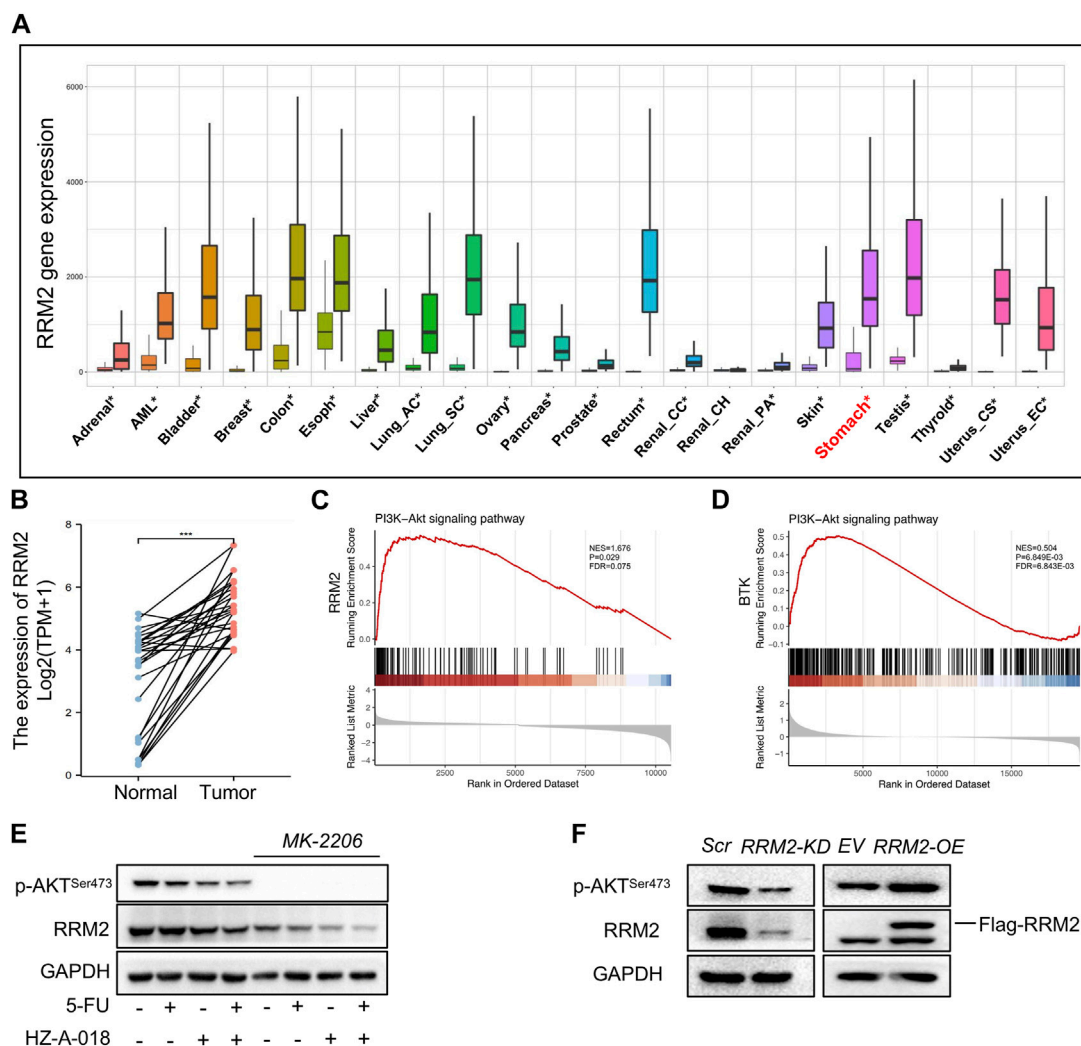 A
RRM2 gene expression
6000
4000
2000
0
Adrenal* AML* Bladder* Breast* Colon* Esoph* Liver* Lung_AC* Lung_SC* Ovary* Pancreas* Prostate* Rectum* Renal_CC* Renal_CH Renal_PA* Skin* Stomach* Testis* Thyroid* Uterus_CS* Uterus_EC*
B
The expression of RRM2
Log2(TPM+1)
8
6
4
2
0
***
Normal Tumor
C
PI3K−Akt signaling pathway
RRM2
Running Enrichment Score
0.4
0.2
0.0
NES=1.676
P=0.029
FDR=0.075
Ranked List Metric
4
2
0
−2
−4
2500 5000 7500 10000
Rank in Ordered Dataset
D
PI3K−Akt signaling pathway
BTK
Running Enrichment Score
0.5
0.4
0.3
0.2
0.1
0.0
−0.1
NES=0.504
P=6.849E-03
FDR=6.843E-03
Ranked List Metric
2
1
0
−1
5000 10000 15000
Rank in Ordered Dataset
E
MK-2206
p-AKTSer473
RRM2
GAPDH
5-FU - + - + - + - +
HZ-A-018 - - + + - - + +
F
Scr RRM2-KD EV RRM2-OE
p-AKTSer473
RRM2
Flag-RRM2
GAPDH